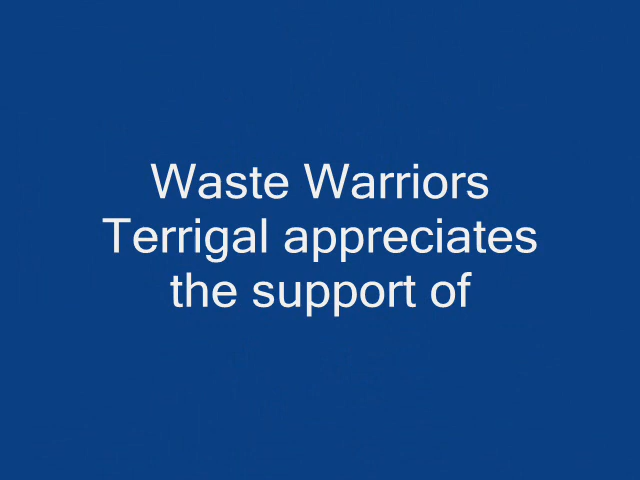 Waste Warriors
Terrigal appreciates
the support of